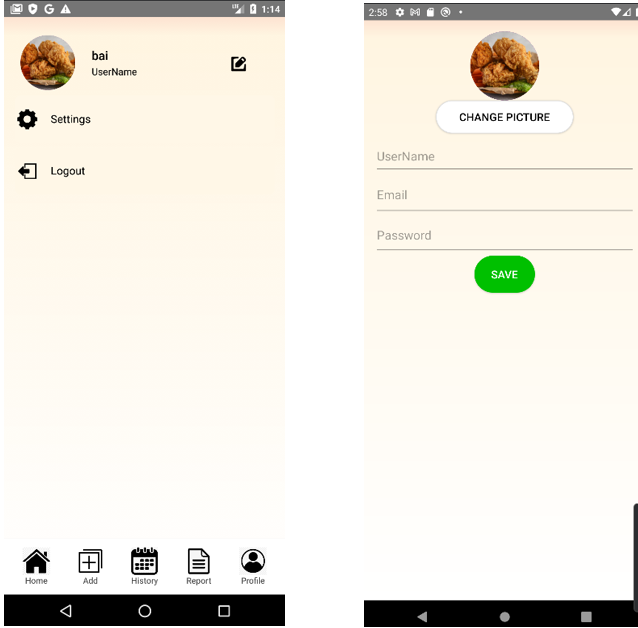 1:14
bai
UserName
Settings
Logout
Home
Add
History
Report
Profile
2:58
CHANGE PICTURE
UserName
Email
Password
SAVE